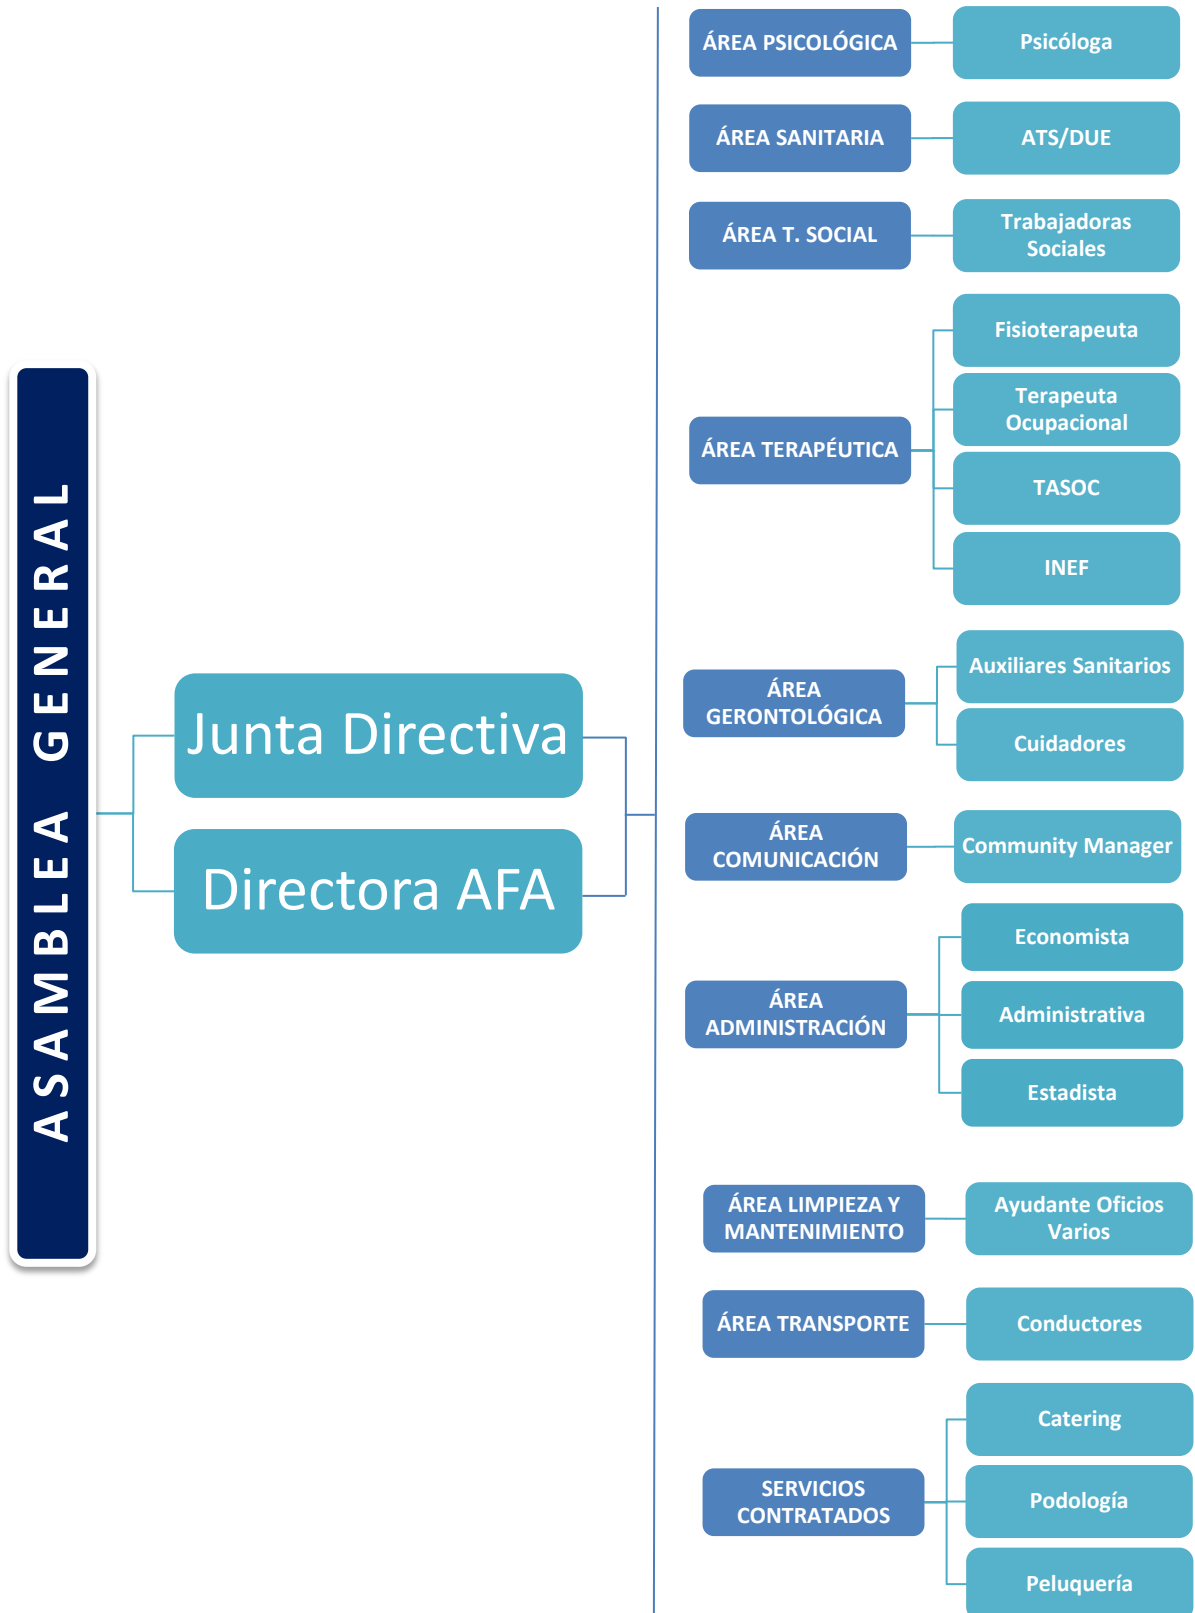 ASAMBLEA GENERAL
Junta Directiva
Directora AFA
ÁREA PSICOLÓGICA
Psicóloga
ÁREA SANITARIA
ATS/DUE
ÁREA T. SOCIAL
Trabajadoras
Sociales
ÁREA TERAPÉUTICA
Fisioterapeuta
Terapeuta
Ocupacional
TASOC
INEF
ÁREA
GERONTOLÓGICA
Auxiliares Sanitarios
Cuidadores
ÁREA
COMUNICACIÓN
Community Manager
ÁREA
ADMINISTRACIÓN
Economista
Administrativa
Estadista
ÁREA LIMPIEZA Y
MANTENIMIENTO
Ayudante Oficios
Varios
ÁREA TRANSPORTE
Conductores
SERVICIOS
CONTRATADOS
Catering
Podología
Peluquería